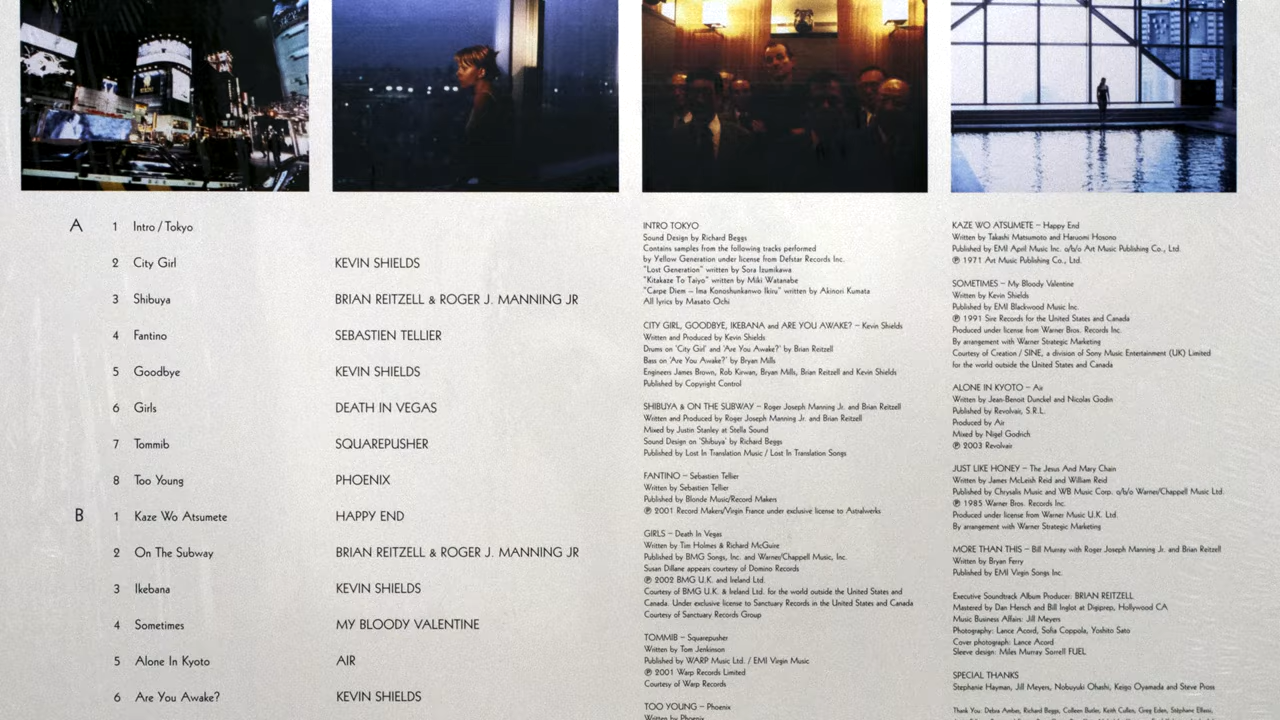 A 1 Intro / Tokyo
2 City Girl KEVIN SHIELDS
3 Shibuya BRIAN REITZELL & ROGER J. MANNING JR
4 Fantino SEBASTIEN TELLIER
5 Goodbye KEVIN SHIELDS
6 Girls DEATH IN VEGAS
7 Tommib SQUAREPUSHER
8 Too Young PHOENIX
B 1 Kaze Wo Atsumete HAPPY END
2 On The Subway BRIAN REITZELL & ROGER J. MANNING JR
3 Ikebana KEVIN SHIELDS
4 Sometimes MY BLOODY VALENTINE
5 Alone In Kyoto AIR
6 Are You Awake? KEVIN SHIELDS
INTRO TOKYO
Sound Design by Richard Beggs
Contains samples from the following tracks performed
by Yellow Generation under license from Defstar Records Inc.
"Lost Generation" written by Sora Izumikawa
"Kitakaze To Taiyo" written by Miki Watanabe
"Carpe Diem – Ima Konoshunkanwo Ikiru" written by Akinori Kumata
All lyrics by Masato Ochi
CITY GIRL, GOODBYE, IKEBANA and ARE YOU AWAKE? – Kevin Shields
Written and Produced by Kevin Shields
Drums on 'City Girl' and 'Are You Awake?' by Brian Reitzell
Bass on 'Are You Awake?' by Bryan Mills
Engineers James Brown, Rob Kirwan, Bryan Mills, Brian Reitzell and Kevin Shields
Published by Copyright Control
SHIBUYA & ON THE SUBWAY – Roger Joseph Manning Jr. and Brian Reitzell
Written and Produced by Roger Joseph Manning Jr. and Brian Reitzell
Mixed by Justin Stanley at Stella Sound
Sound Design on 'Shibuya' by Richard Beggs
Published by Lost In Translation Music / Lost In Translation Songs
FANTINO – Sebastien Tellier
Written by Sebastien Tellier
Published by Blonde Music/Record Makers
℗ 2001 Record Makers/Virgin France under exclusive license to Astralwerks
GIRLS – Death In Vegas
Written by Tim Holmes & Richard McGuire
Published by BMG Songs, Inc. and Warner/Chappell Music, Inc.
Susan Dillane appears courtesy of Domino Records
℗ 2002 BMG U.K. and Ireland Ltd.
Courtesy of BMG U.K. & Ireland Ltd. for the world outside the United States and
Canada. Under exclusive license to Sanctuary Records in the United States and Canada
Courtesy of Sanctuary Records Group
TOMMIB – Squarepusher
Written by Tom Jenkinson
Published by WARP Music Ltd. / EMI Virgin Music
℗ 2001 Warp Records Limited
Courtesy of Warp Records
TOO YOUNG – Phoenix
Written by Phoenix
KAZE WO ATSUMETE – Happy End
Written by Takashi Matsumoto and Haruomi Hosono
Published by EMI April Music Inc. o/b/o Art Music Publishing Co., Ltd.
℗ 1971 Art Music Publishing Co., Ltd.
SOMETIMES – My Bloody Valentine
Written by Kevin Shields
Published by EMI Blackwood Music Inc.
℗ 1991 Sire Records for the United States and Canada
Produced under license from Warner Bros. Records Inc.
By arrangement with Warner Strategic Marketing
Courtesy of Creation / SINE, a division of Sony Music Entertainment (UK) Limited
for the world outside the United States and Canada
ALONE IN KYOTO – Air
Written by Jean-Benoit Dunckel and Nicolas Godin
Published by Revolvair, S.R.L.
Produced by Air
Mixed by Nigel Godrich
℗ 2003 Revolvair
JUST LIKE HONEY – The Jesus And Mary Chain
Written by James McLeish Reid and William Reid
Published by Chrysalis Music and WB Music Corp. o/b/o Warner/Chappell Music Ltd.
℗ 1985 Warner Bros. Records Inc.
Produced under license from Warner Music U.K. Ltd.
By arrangement with Warner Strategic Marketing
MORE THAN THIS – Bill Murray with Roger Joseph Manning Jr. and Brian Reitzell
Written by Bryan Ferry
Published by EMI Virgin Songs Inc.
Executive Soundtrack Album Producer: BRIAN REITZELL
Mastered by Dan Hersch and Bill Inglot at Digiprep, Hollywood CA
Music Business Affairs: Jill Meyers
Photography: Lance Acord, Sofia Coppola, Yoshito Sato
Cover photograph: Lance Acord
Sleeve design: Miles Murray Sorrell FUEL
SPECIAL THANKS
Stephanie Hayman, Jill Meyers, Nobuyuki Ohashi, Keigo Oyamada and Steve Pross
Thank You: Debra Amber, Richard Beggs, Colleen Butler, Keith Cullen, Greg Eden, Stéphane Elfassi,